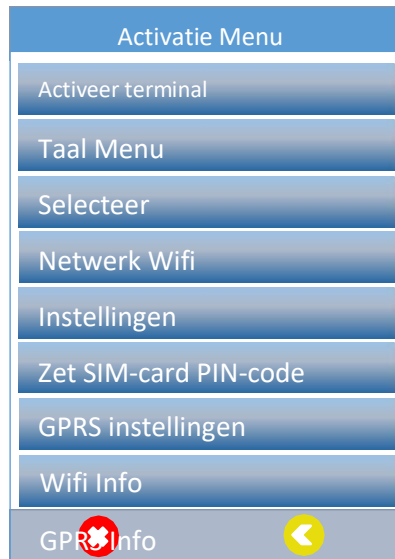 Activatie Menu
Activeer terminal
Taal Menu
Selecteer
Netwerk Wifi
Instellingen
Zet SIM-card PIN-code
GPRS instellingen
Wifi Info
GPRS Info